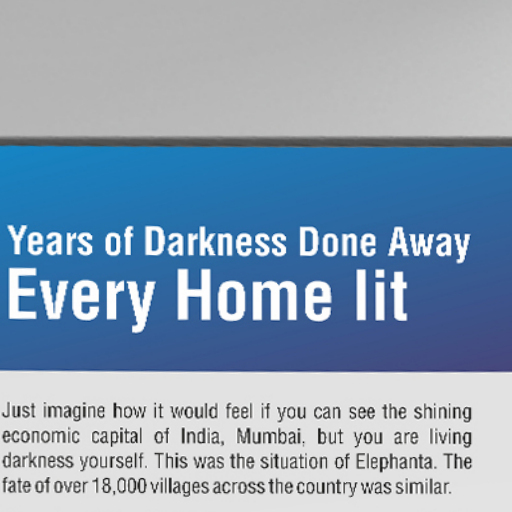 Years of Darkness Done Away
Every Home lit
Just imagine how it would feel if you can see the shining
economic capital of India, Mumbai, but you are living
darkness yourself. This was the situation of Elephanta. The
fate of over 18,000 villages across the country was similar.